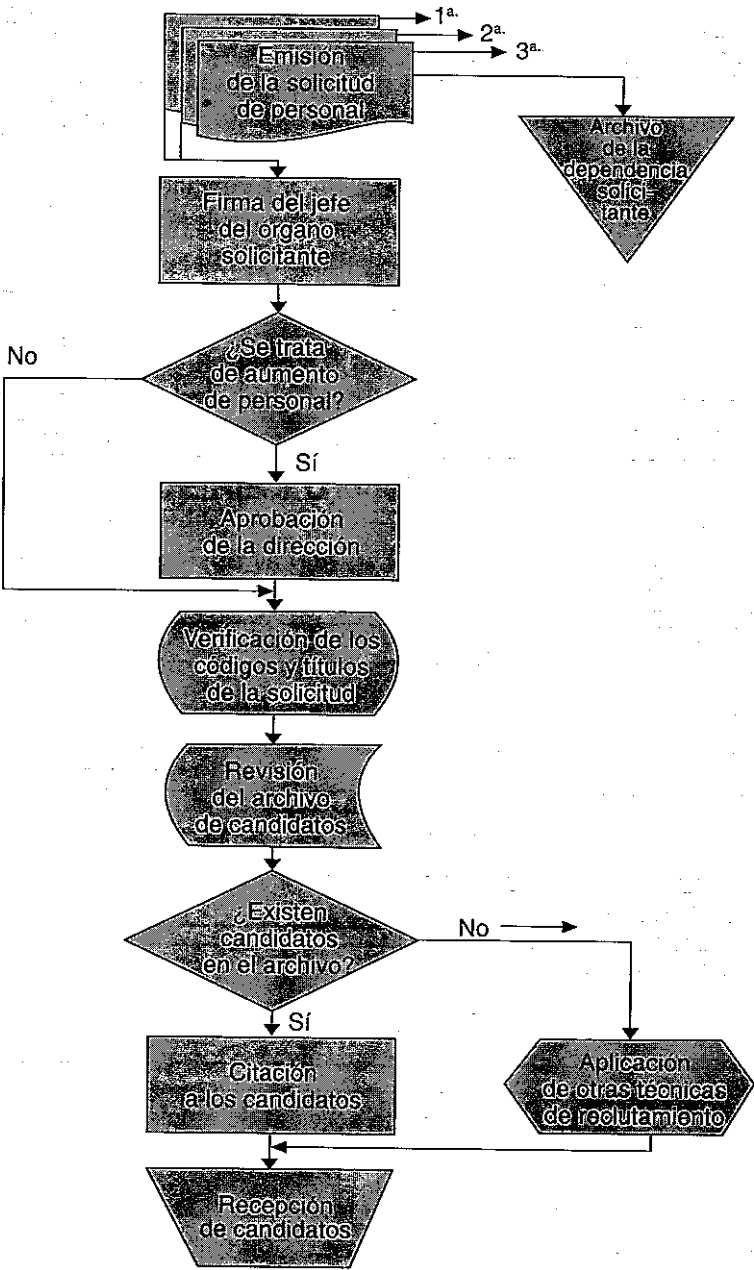 1ª.
2ª.
3ª.
Emisión
de la solicitud
de personal
Archivo
de la
dependencia
solici-
tante
Firma del jefe
del órgano
solicitante
¿Se trata
de aumento
de personal?
No
Sí
Aprobación
de la dirección
Verificación de los
códigos y títulos
de la solicitud
Revisión
del archivo
de candidatos
¿Existen
candidatos
en el archivo?
No
Sí
Citación
a los candidatos
Aplicación
de otras técnicas
de reclutamiento
Recepción
de candidatos